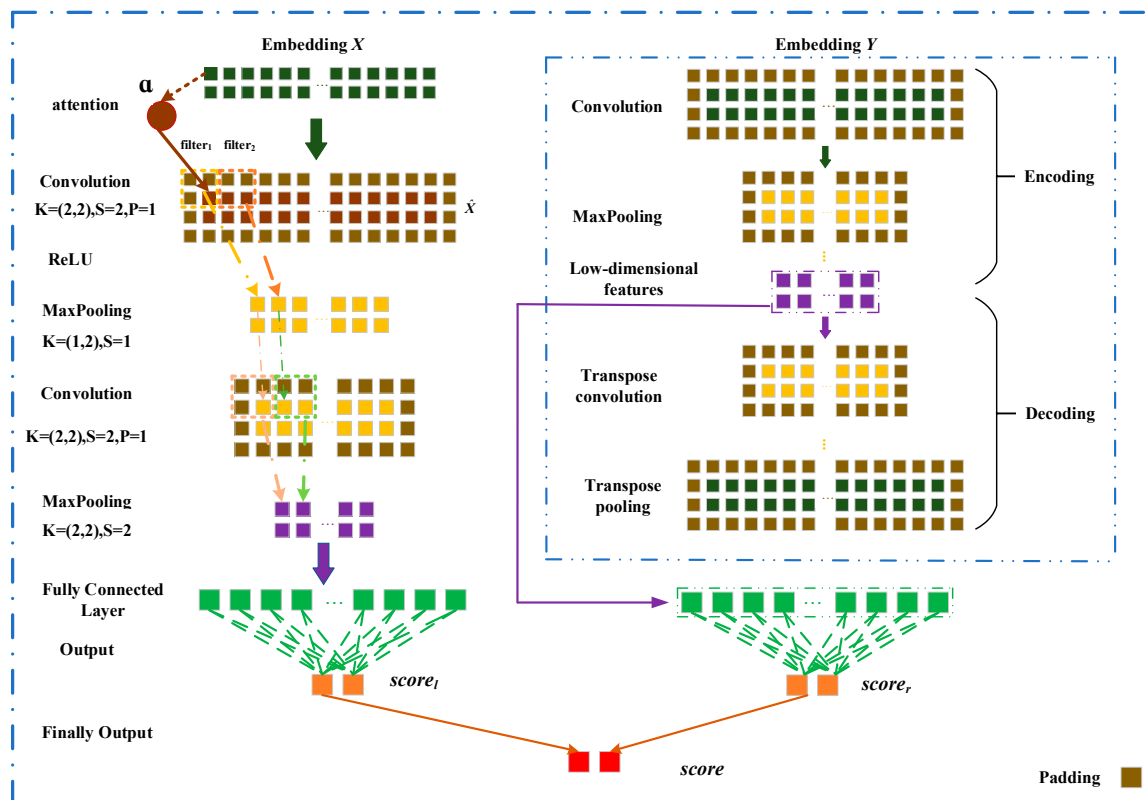 Embedding X
α
attention
filter₁ filter₂
Convolution
K=(2,2),S=2,P=1
X̂
ReLU
MaxPooling
K=(1,2),S=1
Convolution
K=(2,2),S=2,P=1
MaxPooling
K=(2,2),S=2
Fully Connected
Layer
Output
scoreₗ
Finally Output
Embedding Y
Convolution
Encoding
MaxPooling
Low-dimensional
features
Transpose
convolution
Decoding
Transpose
pooling
scoreᵣ
score
Padding